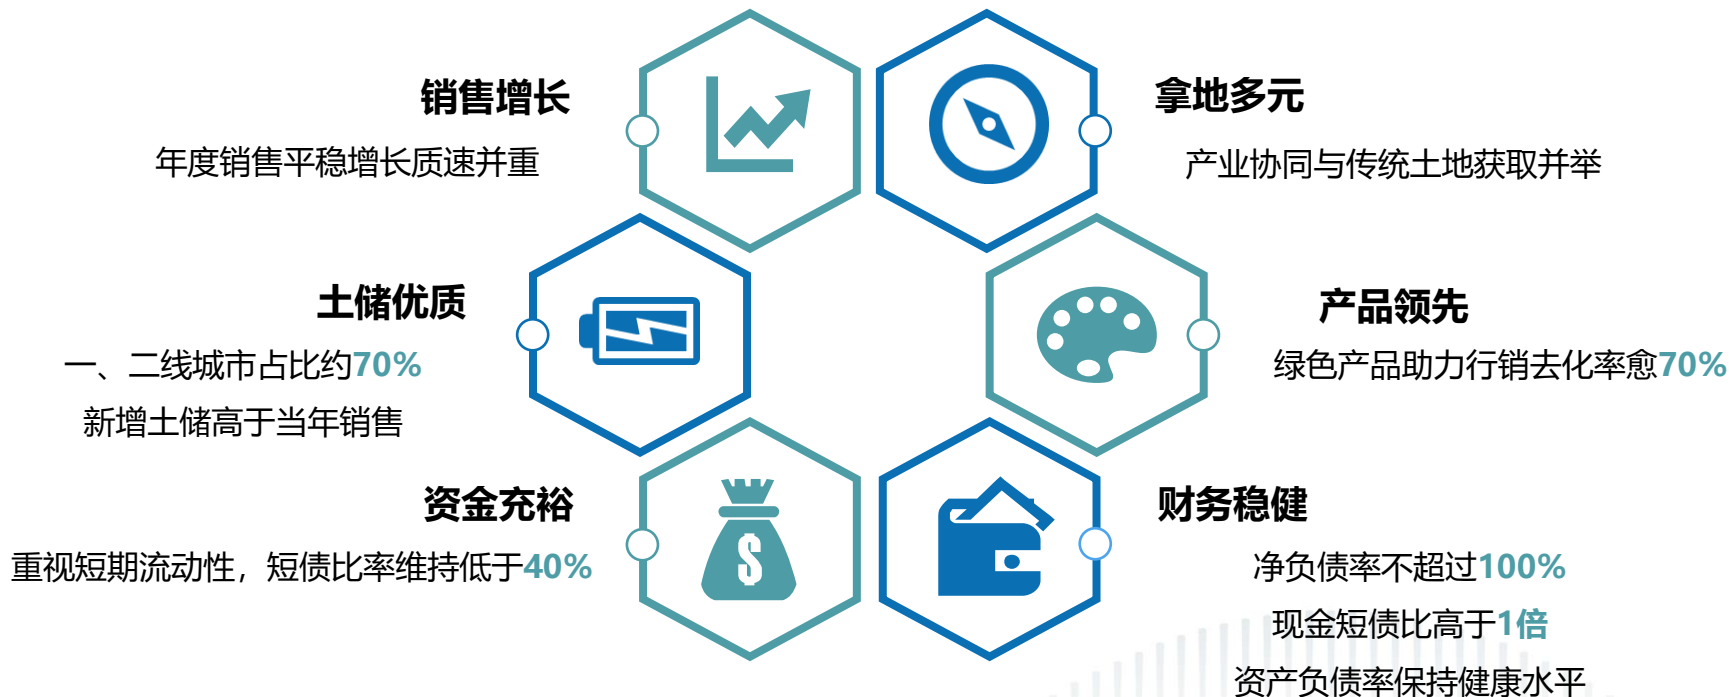 销售增长
年度销售平稳增长质速并重
拿地多元
产业协同与传统土地获取并举
土储优质
一、二线城市占比约70%
新增土储高于当年销售
产品领先
绿色产品助力行销去化率愈70%
资金充裕
重视短期流动性，短债比率维持低于40%
$
财务稳健
净负债率不超过100%
现金短债比高于1倍
资产负债率保持健康水平